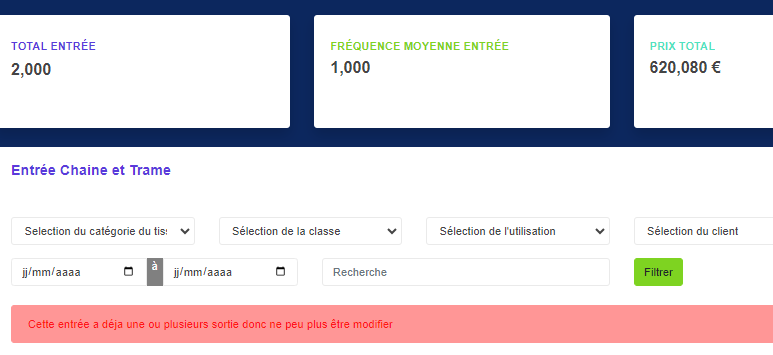 TOTAL ENTRÉE
2,000
FRÉQUENCE MOYENNE ENTRÉE
1,000
PRIX TOTAL
620,080 €
Entrée Chaine et Trame
Selection du catégorie du tis
Sélection de la classe
Sélection de l'utilisation
Sélection du client
jj/mm/aaaa
à
jj/mm/aaaa
Recherche
Filtrer
Cette entrée a déja une ou plusieurs sortie donc ne peu plus être modifier